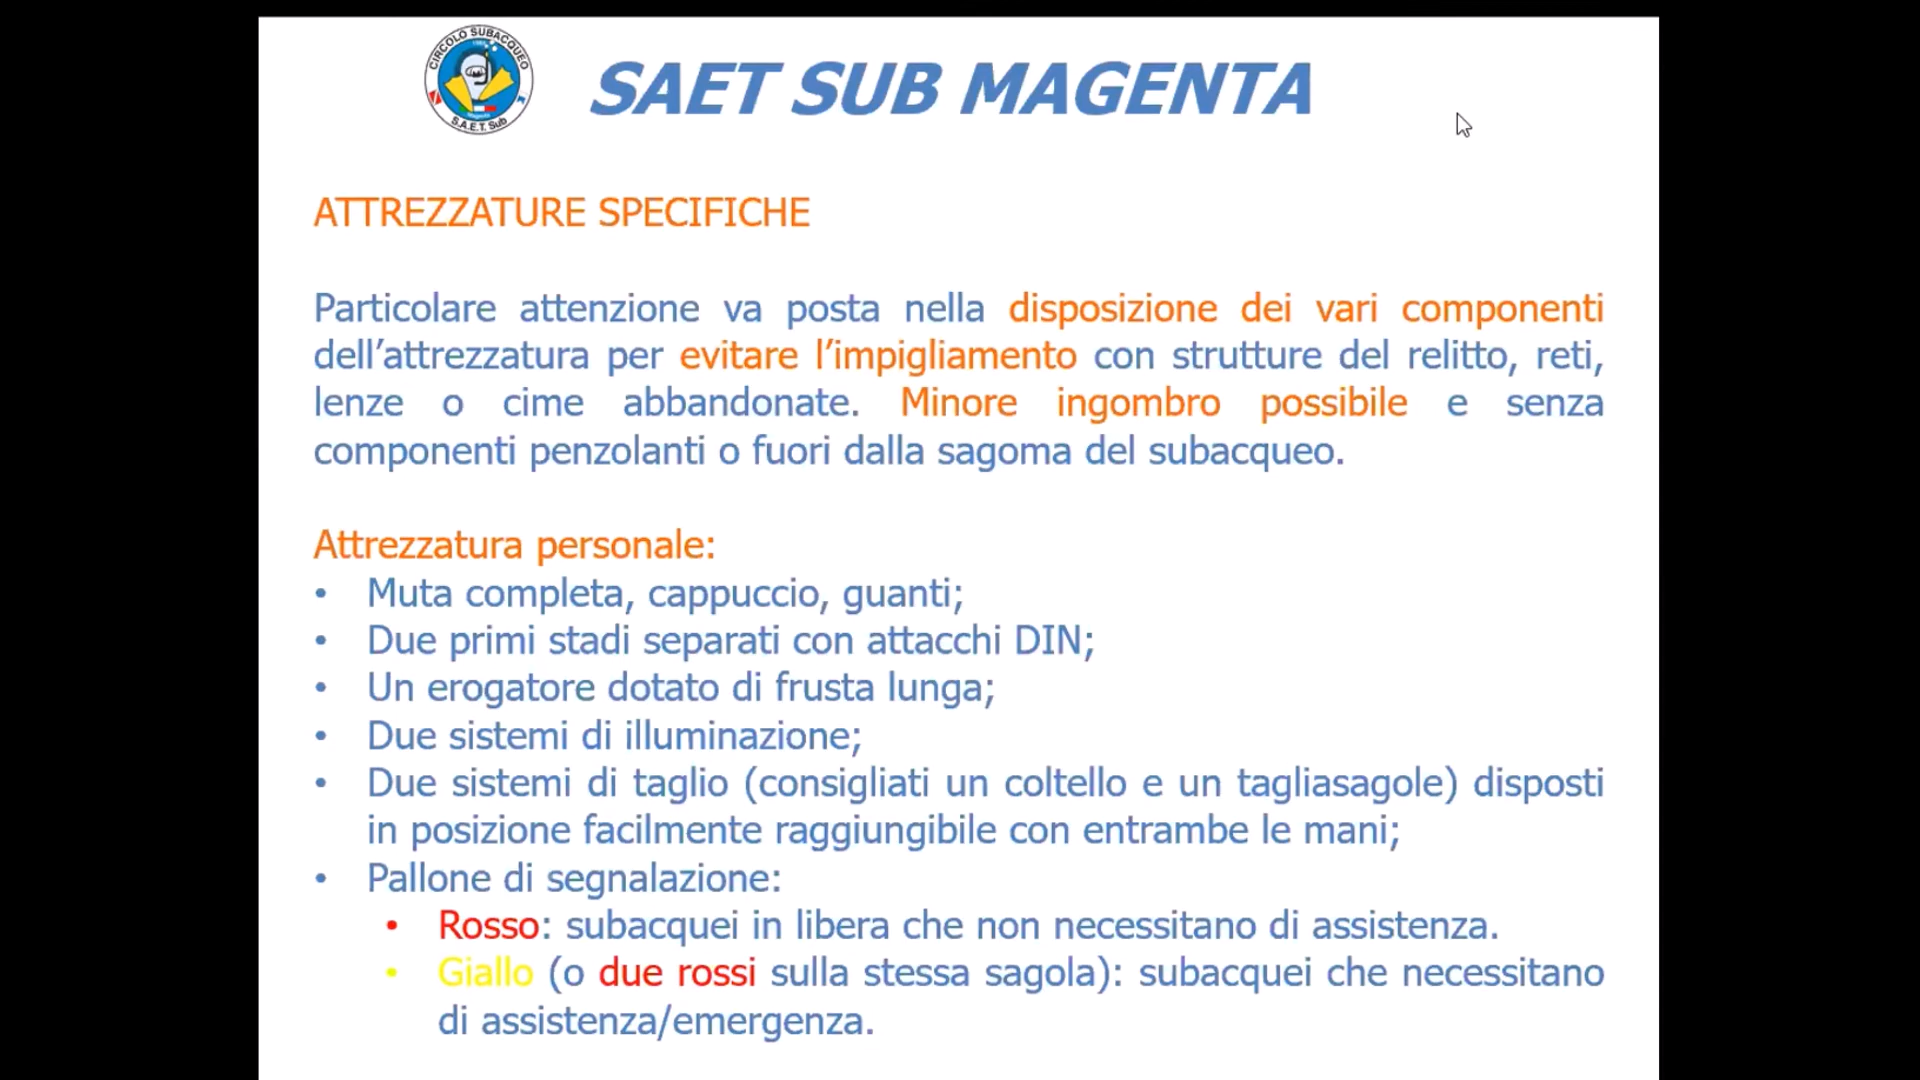 CIRCOLO SUBACQUEO
S.A.E.T. Sub
SAET SUB MAGENTA
ATTREZZATURE SPECIFICHE
Particolare attenzione va posta nella disposizione dei vari componenti
dell’attrezzatura per evitare l’impigliamento con strutture del relitto, reti,
lenze o cime abbandonate. Minore ingombro possibile e senza
componenti penzolanti o fuori dalla sagoma del subacqueo.
Attrezzatura personale:
• Muta completa, cappuccio, guanti;
• Due primi stadi separati con attacchi DIN;
• Un erogatore dotato di frusta lunga;
• Due sistemi di illuminazione;
• Due sistemi di taglio (consigliati un coltello e un tagliasagole) disposti
in posizione facilmente raggiungibile con entrambe le mani;
• Pallone di segnalazione:
• Rosso: subacquei in libera che non necessitano di assistenza.
• Giallo (o due rossi sulla stessa sagola): subacquei che necessitano
di assistenza/emergenza.